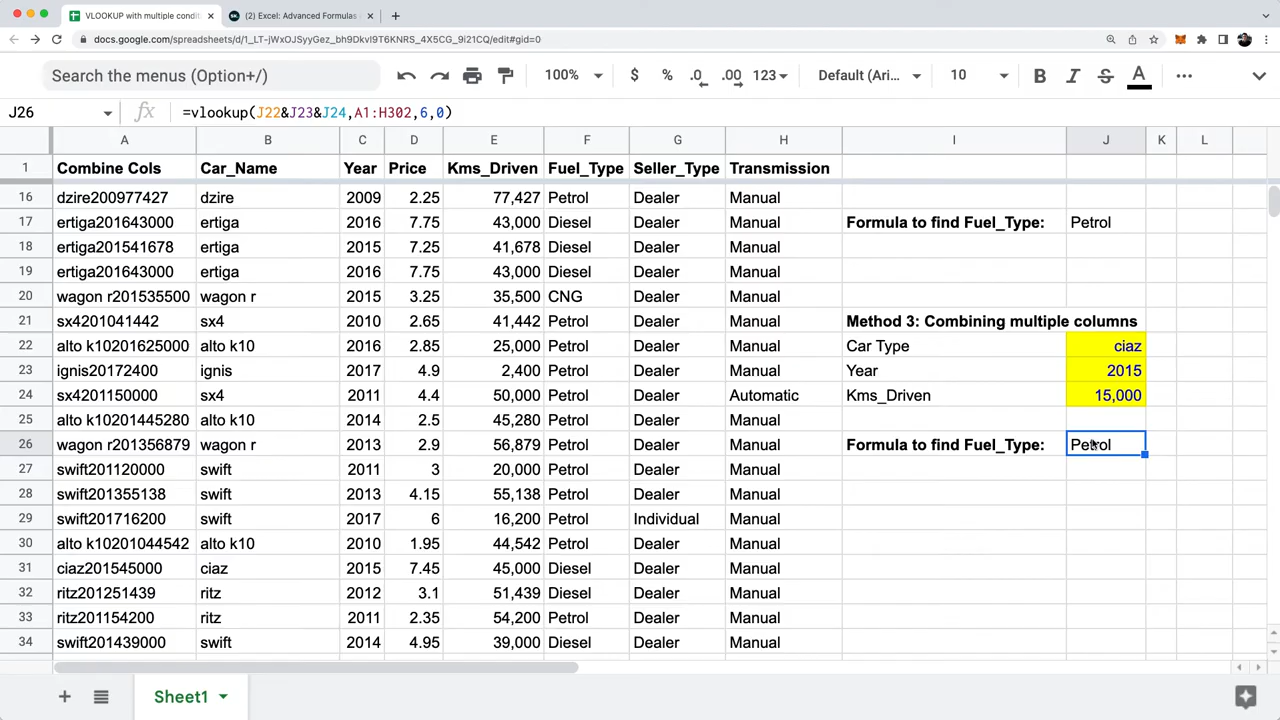 VLOOKUP with multiple conditi
(2) Excel: Advanced Formulas
docs.google.com/spreadsheets/d/1_LT-jWxOJSyyGez_bh9Dkvl9T6KNRS_4X5CG_9i21CQ/edit#gid=0
Search the menus (Option+/) 100% $ % .0 .00 123 Default (Ari... 10 B I S A
J26 fx =vlookup(J22&J23&J24,A1:H302,6,0)
A B C D E F G H I J K L
1 Combine Cols Car_Name Year Price Kms_Driven Fuel_Type Seller_Type Transmission
16 dzire200977427 dzire 2009 2.25 77,427 Petrol Dealer Manual
17 ertiga201643000 ertiga 2016 7.75 43,000 Diesel Dealer Manual Formula to find Fuel_Type: Petrol
18 ertiga201541678 ertiga 2015 7.25 41,678 Diesel Dealer Manual
19 ertiga201643000 ertiga 2016 7.75 43,000 Diesel Dealer Manual
20 wagon r201535500 wagon r 2015 3.25 35,500 CNG Dealer Manual
21 sx4201041442 sx4 2010 2.65 41,442 Petrol Dealer Manual Method 3: Combining multiple columns
22 alto k10201625000 alto k10 2016 2.85 25,000 Petrol Dealer Manual Car Type ciaz
23 ignis20172400 ignis 2017 4.9 2,400 Petrol Dealer Manual Year 2015
24 sx4201150000 sx4 2011 4.4 50,000 Petrol Dealer Automatic Kms_Driven 15,000
25 alto k10201445280 alto k10 2014 2.5 45,280 Petrol Dealer Manual
26 wagon r201356879 wagon r 2013 2.9 56,879 Petrol Dealer Manual Formula to find Fuel_Type: Petrol
27 swift201120000 swift 2011 3 20,000 Petrol Dealer Manual
28 swift201355138 swift 2013 4.15 55,138 Petrol Dealer Manual
29 swift201716200 swift 2017 6 16,200 Petrol Individual Manual
30 alto k10201044542 alto k10 2010 1.95 44,542 Petrol Dealer Manual
31 ciaz201545000 ciaz 2015 7.45 45,000 Diesel Dealer Manual
32 ritz201251439 ritz 2012 3.1 51,439 Diesel Dealer Manual
33 ritz201154200 ritz 2011 2.35 54,200 Petrol Dealer Manual
34 swift201439000 swift 2014 4.95 39,000 Diesel Dealer Manual
Sheet1